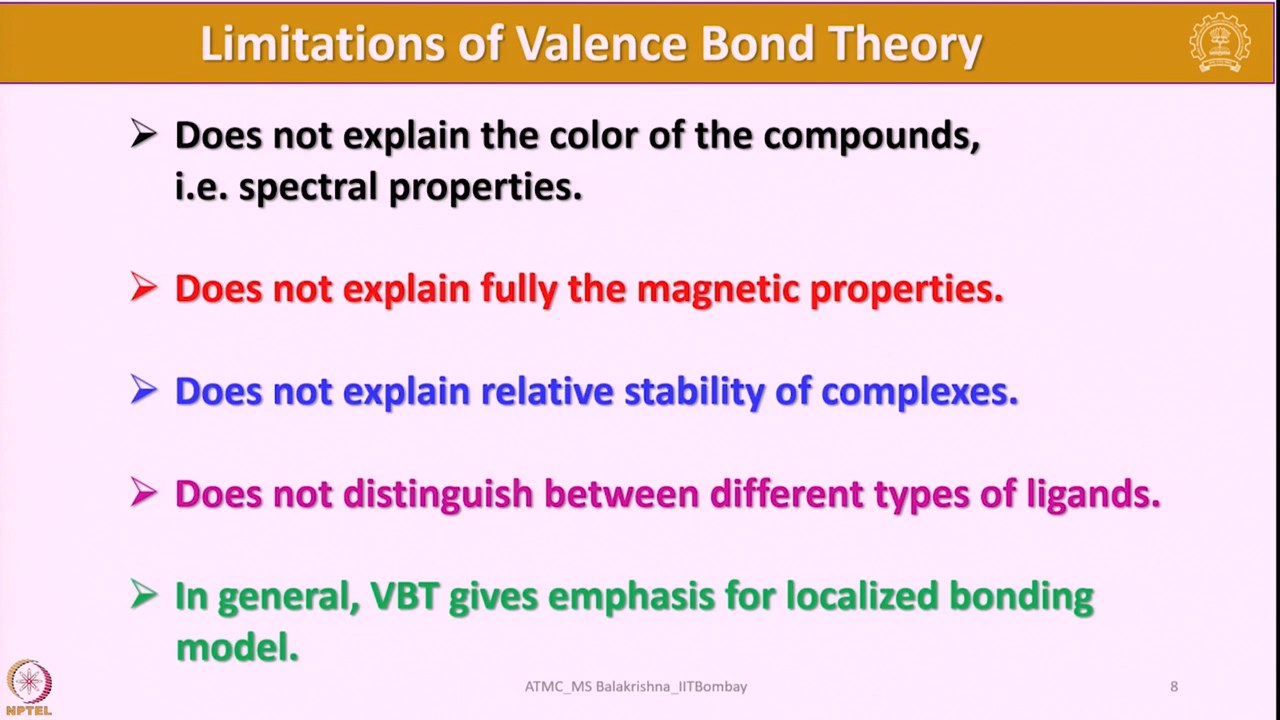 Limitations of Valence Bond Theory
➢ Does not explain the color of the compounds,
i.e. spectral properties.
➢ Does not explain fully the magnetic properties.
➢ Does not explain relative stability of complexes.
➢ Does not distinguish between different types of ligands.
➢ In general, VBT gives emphasis for localized bonding
model.
NPTEL
ATMC_MS Balakrishna_IITBombay
8